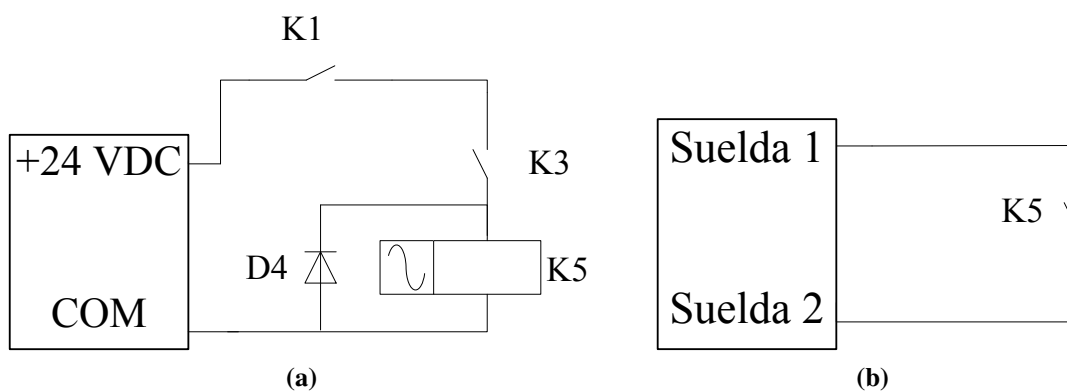 K1
+24 VDC
K3
D4
K5
COM
(a)
Suelda 1
K5
Suelda 2
(b)